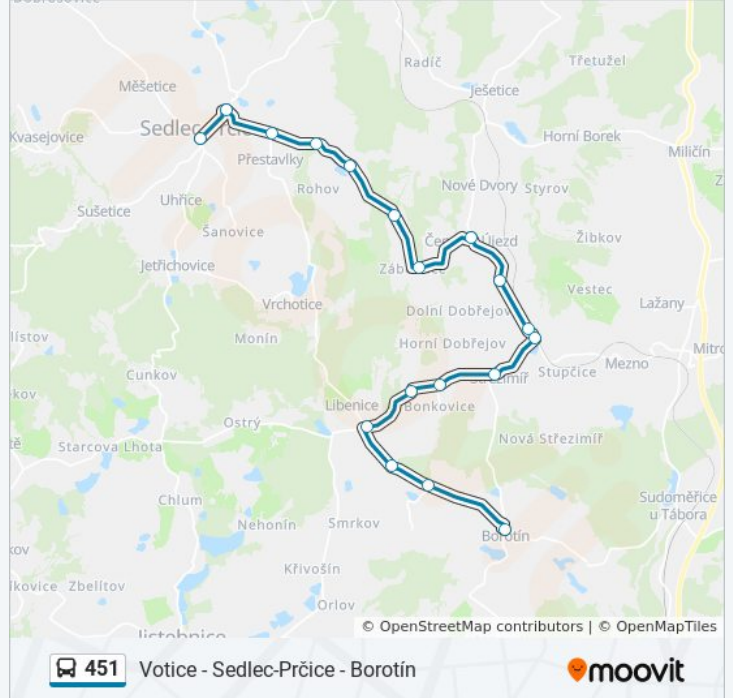 Radíč
Třetužel
Měšetice
Ješetice
Kvasejovice
Sedlec-Prčice
Horní Borek
Miličín
Přestavlky
Rohov
Nové Dvory
Styrov
Uhřice
Sušetice
Šanovice
Žibkov
Jetřichovice
Vestec
Vrchotice
Dolní Dobřejov
Lažany
Monín
Horní Dobřejov
Mezno
Cunkov
Stupčice
Libenice
Bonkovice
Ostrý
Nová Střezimíř
Starcova Lhota
Chlum
Sudoměřice
u Tábora
Nehonín
Smrkov
Borotín
Křivošín
Zbelítov
Orlov
© OpenStreetMap contributors | © OpenMapTiles
451 Votice - Sedlec-Prčice - Borotín
moovit